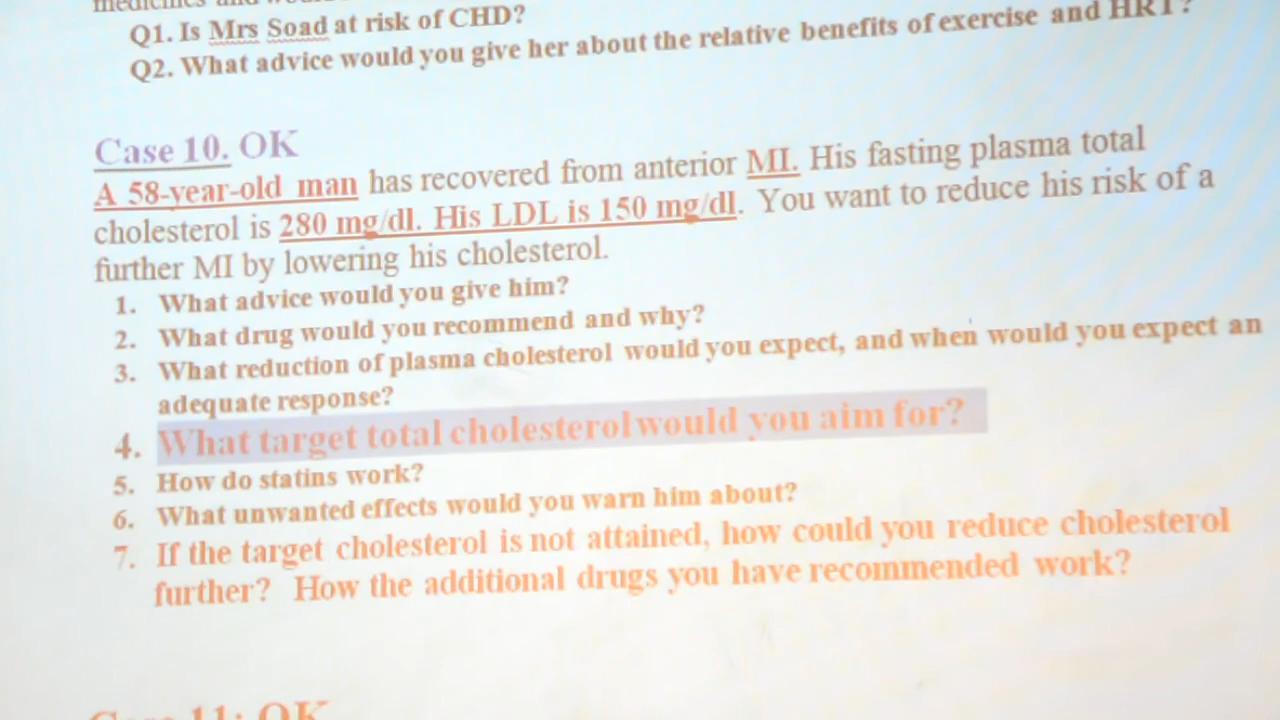 medicines and
Q1. Is Mrs Soad at risk of CHD?
Q2. What advice would you give her about the relative benefits of exercise and HRT?
Case 10. OK
A 58-year-old man has recovered from anterior MI. His fasting plasma total
cholesterol is 280 mg/dl. His LDL is 150 mg/dl. You want to reduce his risk of a
further MI by lowering his cholesterol.
1. What advice would you give him?
2. What drug would you recommend and why?
3. What reduction of plasma cholesterol would you expect, and when would you expect an
adequate response?
4. What target total cholesterol would you aim for?
5. How do statins work?
6. What unwanted effects would you warn him about?
7. If the target cholesterol is not attained, how could you reduce cholesterol
further? How the additional drugs you have recommended work?
Case 11: OK